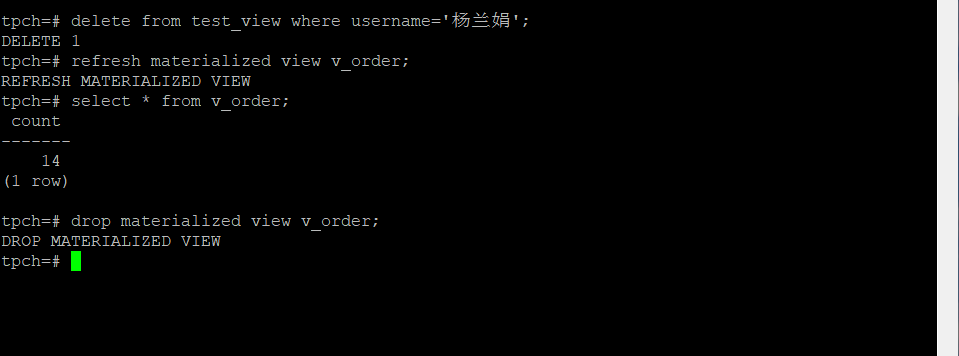 tpch=# delete from test_view where username='杨兰娟';
DELETE 1
tpch=# refresh materialized view v_order;
REFRESH MATERIALIZED VIEW
tpch=# select * from v_order;
 count
-------
    14
(1 row)

tpch=# drop materialized view v_order;
DROP MATERIALIZED VIEW
tpch=#